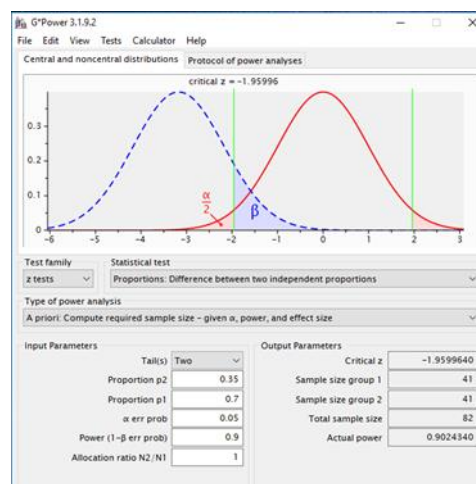 G*Power 3.1.9.2
File Edit View Tests Calculator Help
Central and noncentral distributions Protocol of power analyses
critical z = -1.95996
0.3
0.2
0.1
0
α
2
β
-6 -5 -4 -3 -2 -1 0 1 2 3
Test family Statistical test
z tests Proportions: Difference between two independent proportions
Type of power analysis
A priori: Compute required sample size - given α, power, and effect size
Input Parameters Output Parameters
Tail(s) Two Critical z -1.9599640
Proportion p2 0.35 Sample size group 1 41
Proportion p1 0.7 Sample size group 2 41
α err prob 0.05 Total sample size 82
Power (1-β err prob) 0.9 Actual power 0.9024340
Allocation ratio N2/N1 1